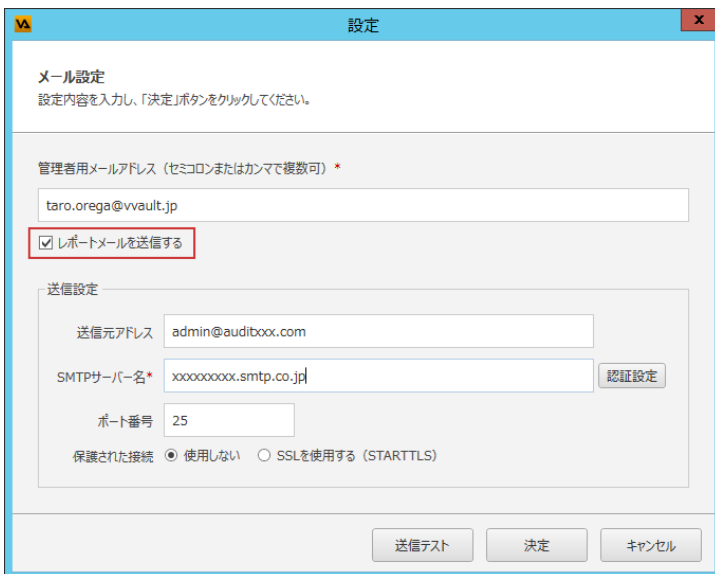 VA
設定
x
メール設定
設定内容を入力し、「決定」ボタンをクリックしてください。
管理者用メールアドレス（セミコロンまたはカンマで複数可）*
taro.orega@vvault.jp
レポートメールを送信する
送信設定
送信元アドレス admin@auditxxx.com
SMTPサーバー名* xxxxxxxxx.smtp.co.jp 認証設定
ポート番号 25
保護された接続 使用しない SSLを使用する（STARTTLS）
送信テスト 決定 キャンセル